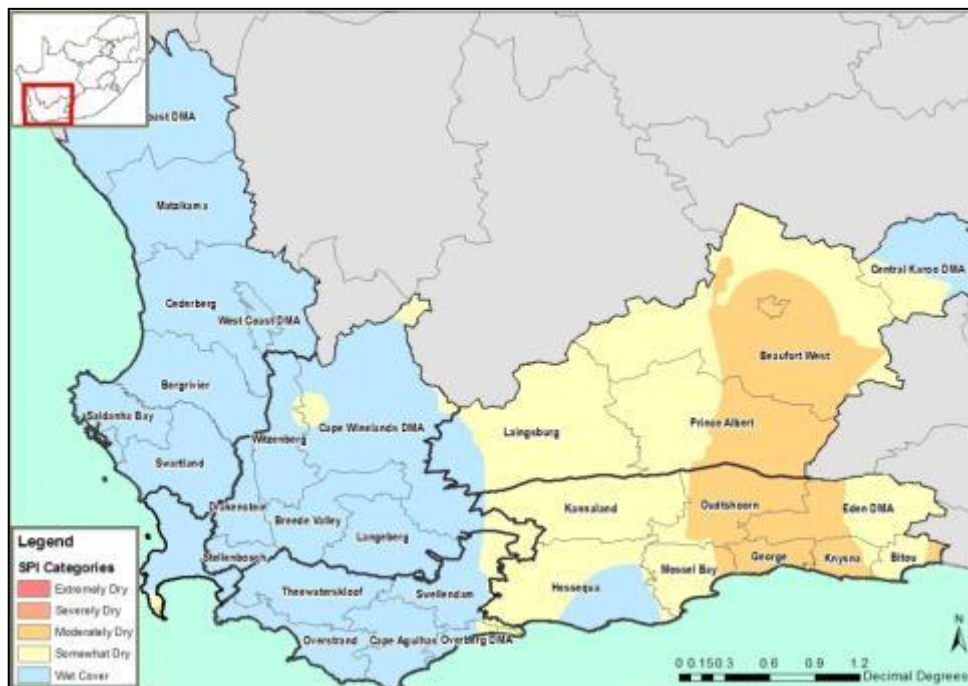 oast DMA
Matzikama
Central Karoo DMA
Cederberg
West Coast DMA
Beaufort West
Bergrivier
Saldanha Bay
Cape Winelands DMA
Prince Albert
Laingsburg
Witzenberg
Swartland
Drakenstein
Breede Valley
Kannaland
Oudtshoorn
Eden DMA
Langeberg
Stellenbosch
George
Knysna
Bitou
Mossel Bay
Hessequa
Theewaterskloof
Swellendam
Overstrand
Cape Agulhas
Overberg DMA
Legend
SPI Categories
Extremely Dry
Severely Dry
Moderately Dry
Somewhat Dry
Wet Cover
N
0 0.15 0.3 0.6 0.9 1.2
Decimal Degrees